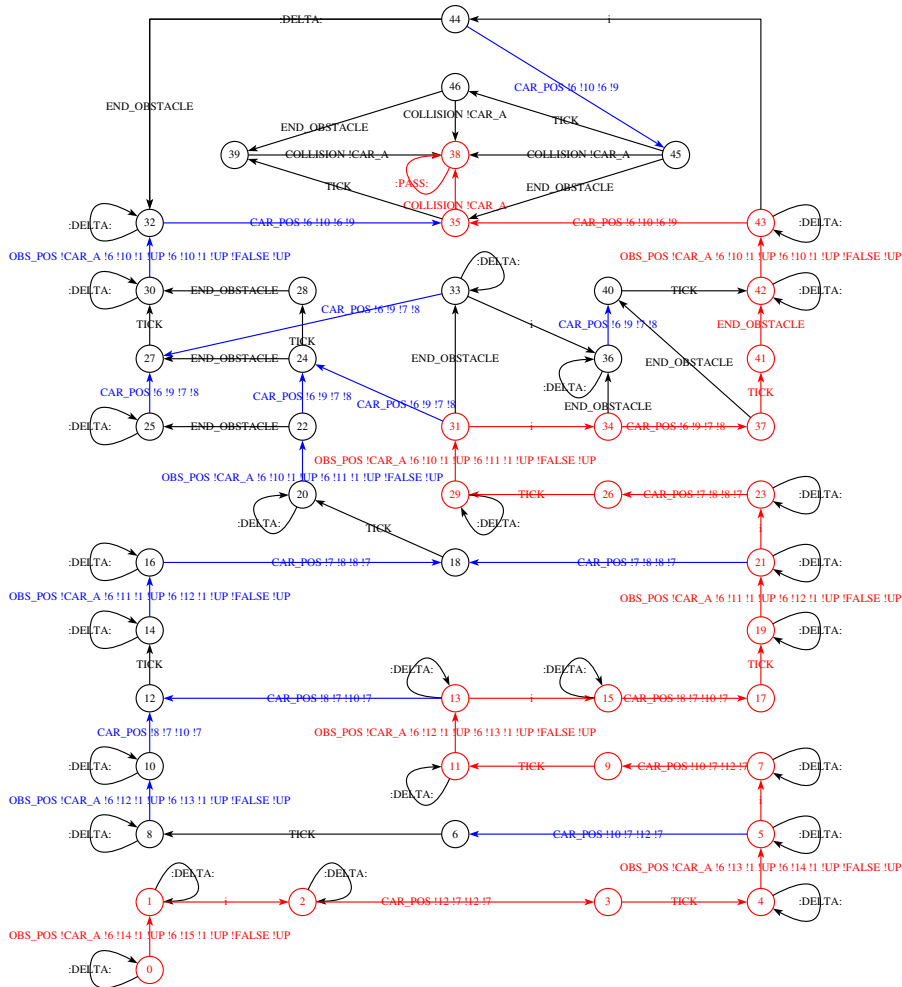 44
:DELTA:
i
CAR_POS !6 !10 !6 !9
46
END_OBSTACLE
COLLISION !CAR_A
TICK
END_OBSTACLE
39
COLLISION !CAR_A
38
COLLISION !CAR_A
45
:PASS:
TICK
END_OBSTACLE
COLLISION !CAR_A
:DELTA:
32
CAR_POS !6 !10 !6 !9
35
CAR_POS !6 !10 !6 !9
43
:DELTA:
OBS_POS !CAR_A !6 !10 !1 !UP !6 !10 !1 !UP !FALSE !UP
:DELTA:
OBS_POS !CAR_A !6 !10 !1 !UP !6 !10 !1 !UP !FALSE !UP
:DELTA:
30
END_OBSTACLE
28
33
40
TICK
42
:DELTA:
CAR_POS !6 !9 !7 !8
i
TICK
TICK
CAR_POS !6 !9 !7 !8
END_OBSTACLE
27
END_OBSTACLE
24
END_OBSTACLE
36
END_OBSTACLE
41
CAR_POS !6 !9 !7 !8
CAR_POS !6 !9 !7 !8
CAR_POS !6 !9 !7 !8
:DELTA:
END_OBSTACLE
TICK
:DELTA:
25
END_OBSTACLE
22
31
i
34
CAR_POS !6 !9 !7 !8
37
OBS_POS !CAR_A !6 !10 !1 !UP !6 !11 !1 !UP !FALSE !UP
OBS_POS !CAR_A !6 !10 !1 !UP !6 !11 !1 !UP !FALSE !UP
20
29
TICK
26
CAR_POS !7 !8 !8 !7
23
:DELTA:
:DELTA:
:DELTA:
TICK
i
:DELTA:
16
CAR_POS !7 !8 !8 !7
18
CAR_POS !7 !8 !8 !7
21
:DELTA:
OBS_POS !CAR_A !6 !11 !1 !UP !6 !12 !1 !UP !FALSE !UP
OBS_POS !CAR_A !6 !11 !1 !UP !6 !12 !1 !UP !FALSE !UP
:DELTA:
14
19
:DELTA:
TICK
:DELTA:
:DELTA:
TICK
12
CAR_POS !8 !7 !10 !7
13
i
15
CAR_POS !8 !7 !10 !7
17
CAR_POS !8 !7 !10 !7
OBS_POS !CAR_A !6 !12 !1 !UP !6 !13 !1 !UP !FALSE !UP
:DELTA:
10
11
TICK
9
CAR_POS !10 !7 !12 !7
7
:DELTA:
:DELTA:
OBS_POS !CAR_A !6 !12 !1 !UP !6 !13 !1 !UP !FALSE !UP
i
:DELTA:
8
TICK
6
CAR_POS !10 !7 !12 !7
5
:DELTA:
:DELTA:
:DELTA:
OBS_POS !CAR_A !6 !13 !1 !UP !6 !14 !1 !UP !FALSE !UP
1
i
2
CAR_POS !12 !7 !12 !7
3
TICK
4
:DELTA:
OBS_POS !CAR_A !6 !14 !1 !UP !6 !15 !1 !UP !FALSE !UP
:DELTA:
0